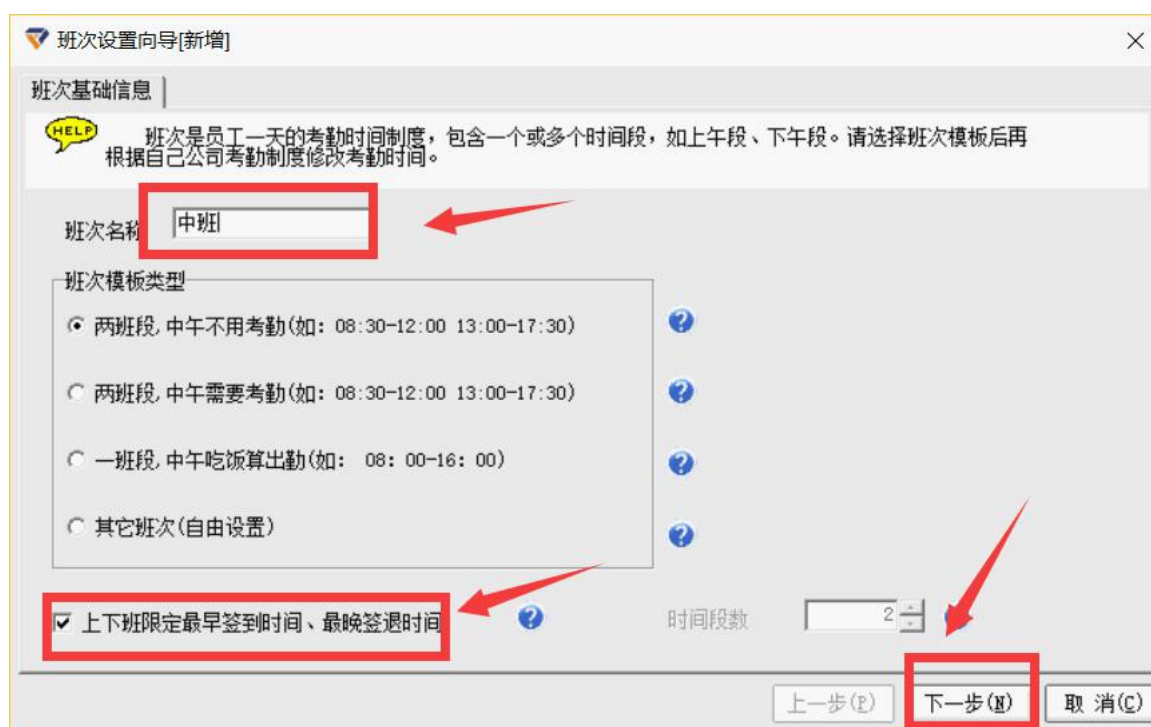 班次设置向导[新增]
班次基础信息
HELP
班次是员工一天的考勤时间制度，包含一个或多个时间段，如上午段、下午段。请选择班次模板后再
根据自己公司考勤制度修改考勤时间。
班次名称 中班
班次模板类型
两班段,中午不用考勤(如: 08:30-12:00 13:00-17:30)
两班段,中午需要考勤(如: 08:30-12:00 13:00-17:30)
一班段,中午吃饭算出勤(如: 08: 00-16: 00)
其它班次(自由设置)
上下班限定最早签到时间、最晚签退时间 时间段数 2
上一步(P) 下一步(N) 取 消(C)